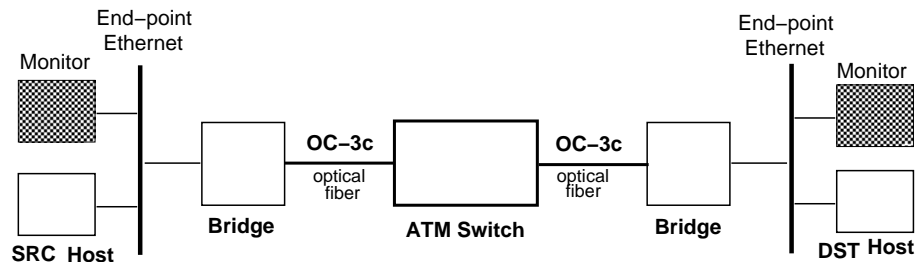 End−point
Ethernet
Monitor
SRC Host
Bridge
OC−3c
optical
fiber
ATM Switch
OC−3c
optical
fiber
Bridge
End−point
Ethernet
Monitor
DST Host